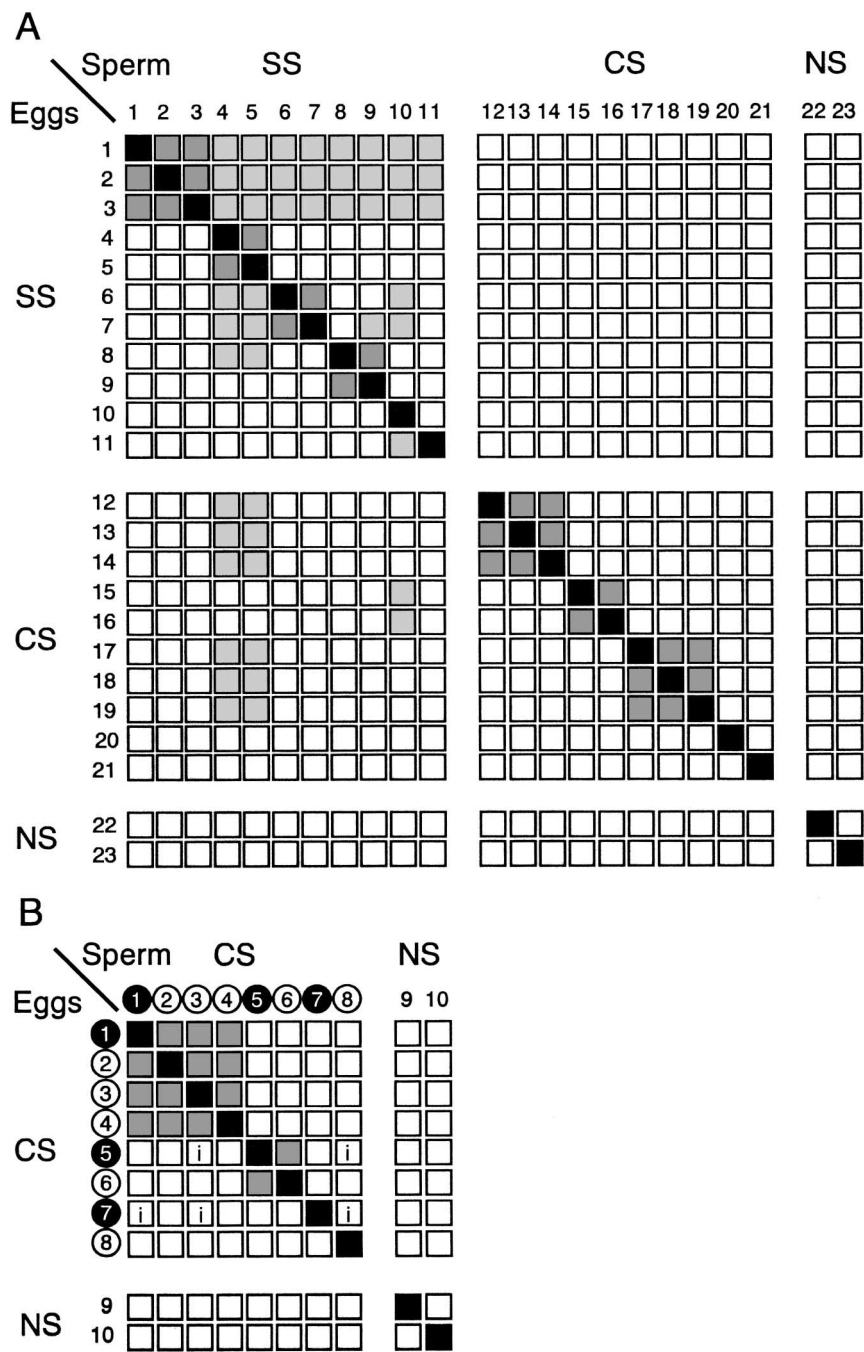 A
Sperm SS CS NS
Eggs 1 2 3 4 5 6 7 8 9 10 11 12 13 14 15 16 17 18 19 20 21 22 23
1
2
3
4
5
SS 6
7
8
9
10
11
12
13
14
15
CS 16
17
18
19
20
21
NS 22
23
B
Sperm CS NS
Eggs 1 2 3 4 5 6 7 8 9 10
1
2
3
4
CS 5 i i
6
7 i i i
8
NS 9
10